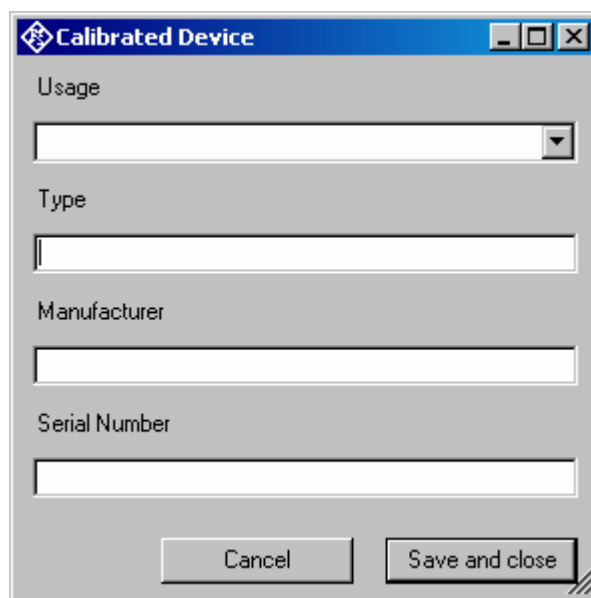 Calibrated Device
Usage
Type
Manufacturer
Serial Number
Cancel
Save and close